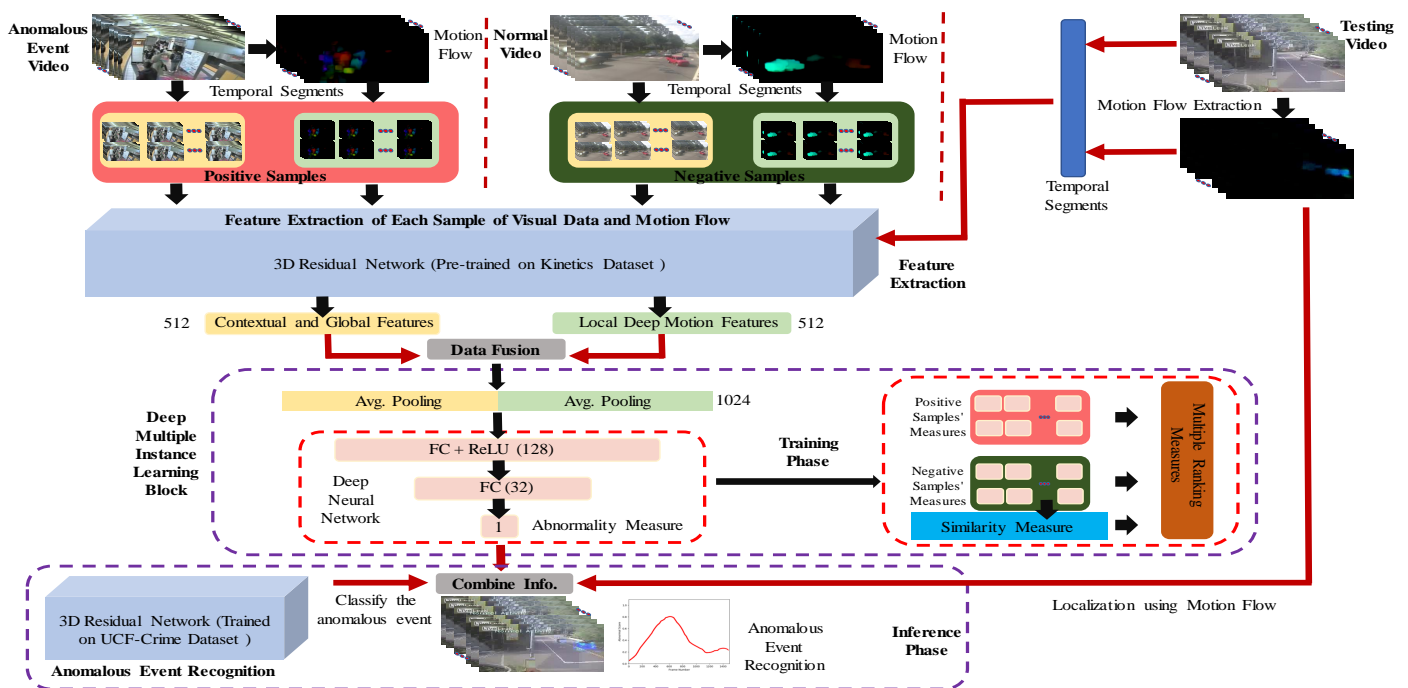 Anomalous
Event
Video
Motion
Flow
Normal
Video
Motion
Flow
Testing
Video
Temporal Segments
Temporal Segments
Motion Flow Extraction
Positive Samples
Negative Samples
Temporal
Segments
Feature Extraction of Each Sample of Visual Data and Motion Flow
3D Residual Network (Pre-trained on Kinetics Dataset )
Feature
Extraction
512
Contextual and Global Features
Local Deep Motion Features
512
Data Fusion
Avg. Pooling
Avg. Pooling
1024
Deep
Multiple
Instance
Learning
Block
FC + ReLU (128)
FC (32)
1
Deep
Neural
Network
Abnormality Measure
Training
Phase
Positive
Samples'
Measures
Negative
Samples'
Measures
Similarity Measure
Multiple Ranking
Measures
3D Residual Network (Trained
on UCF-Crime Dataset )
Anomalous Event Recognition
Classify the
anomalous event
Combine Info.
Anomalous
Event
Recognition
Inference
Phase
Localization using Motion Flow